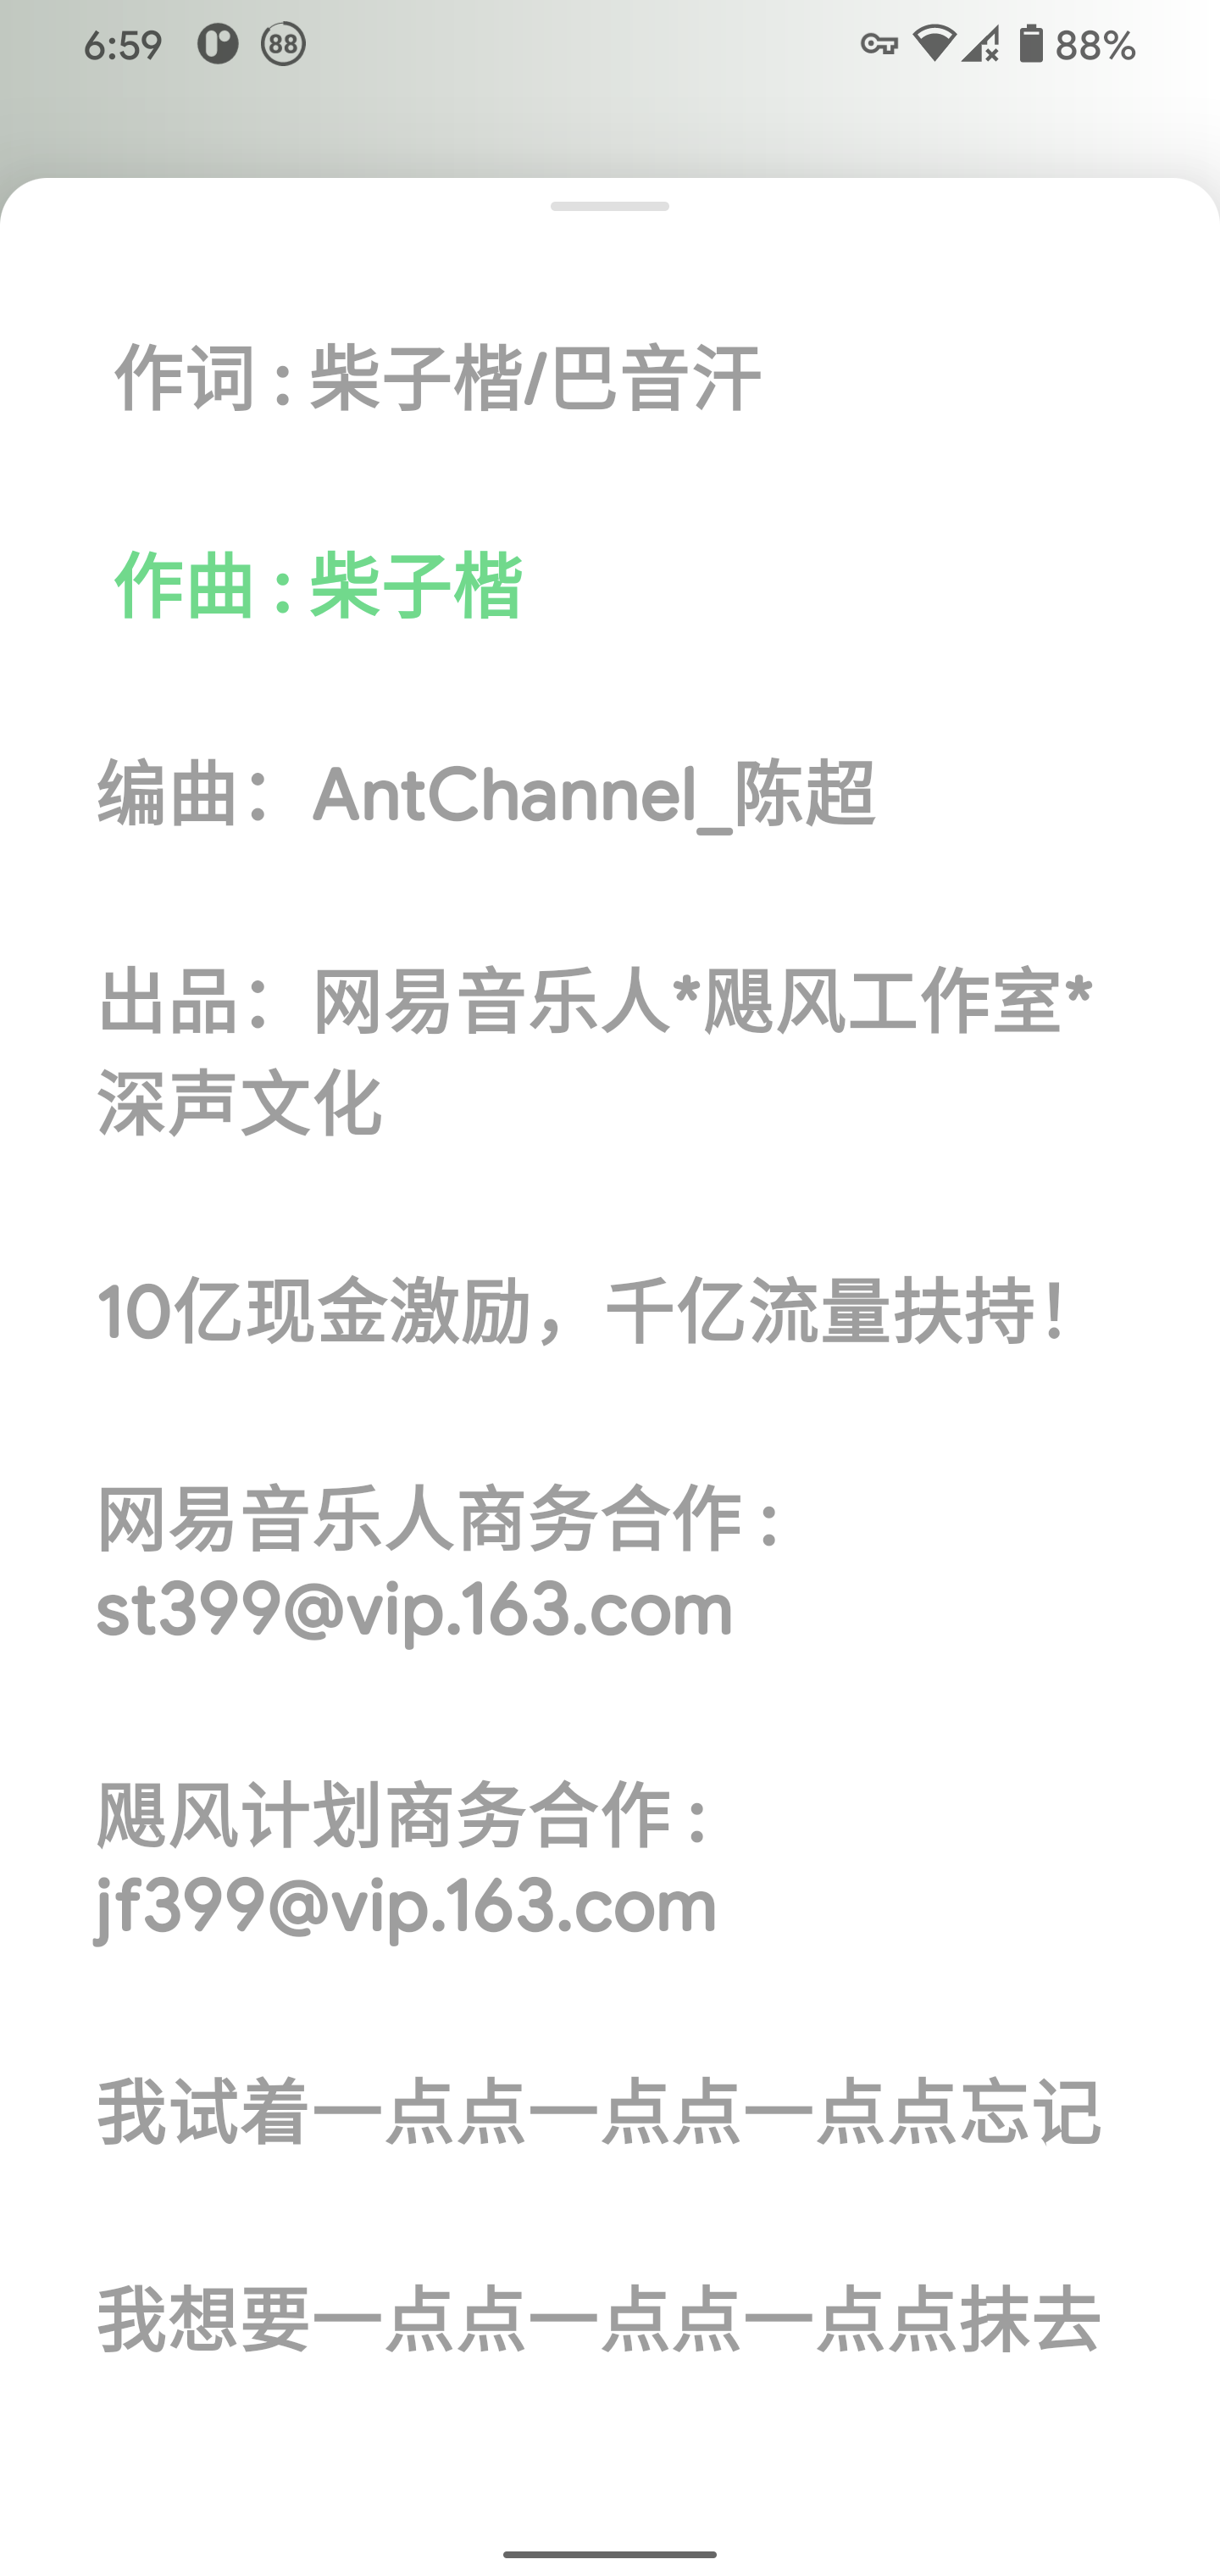 6:59 88 88%
作词 : 柴子楷/巴音汗
作曲 : 柴子楷
编曲：AntChannel_陈超
出品：网易音乐人*飓风工作室*
深声文化
10亿现金激励，千亿流量扶持！
网易音乐人商务合作 :
st399@vip.163.com
飓风计划商务合作 :
jf399@vip.163.com
我试着一点点一点点一点点忘记
我想要一点点一点点一点点抹去